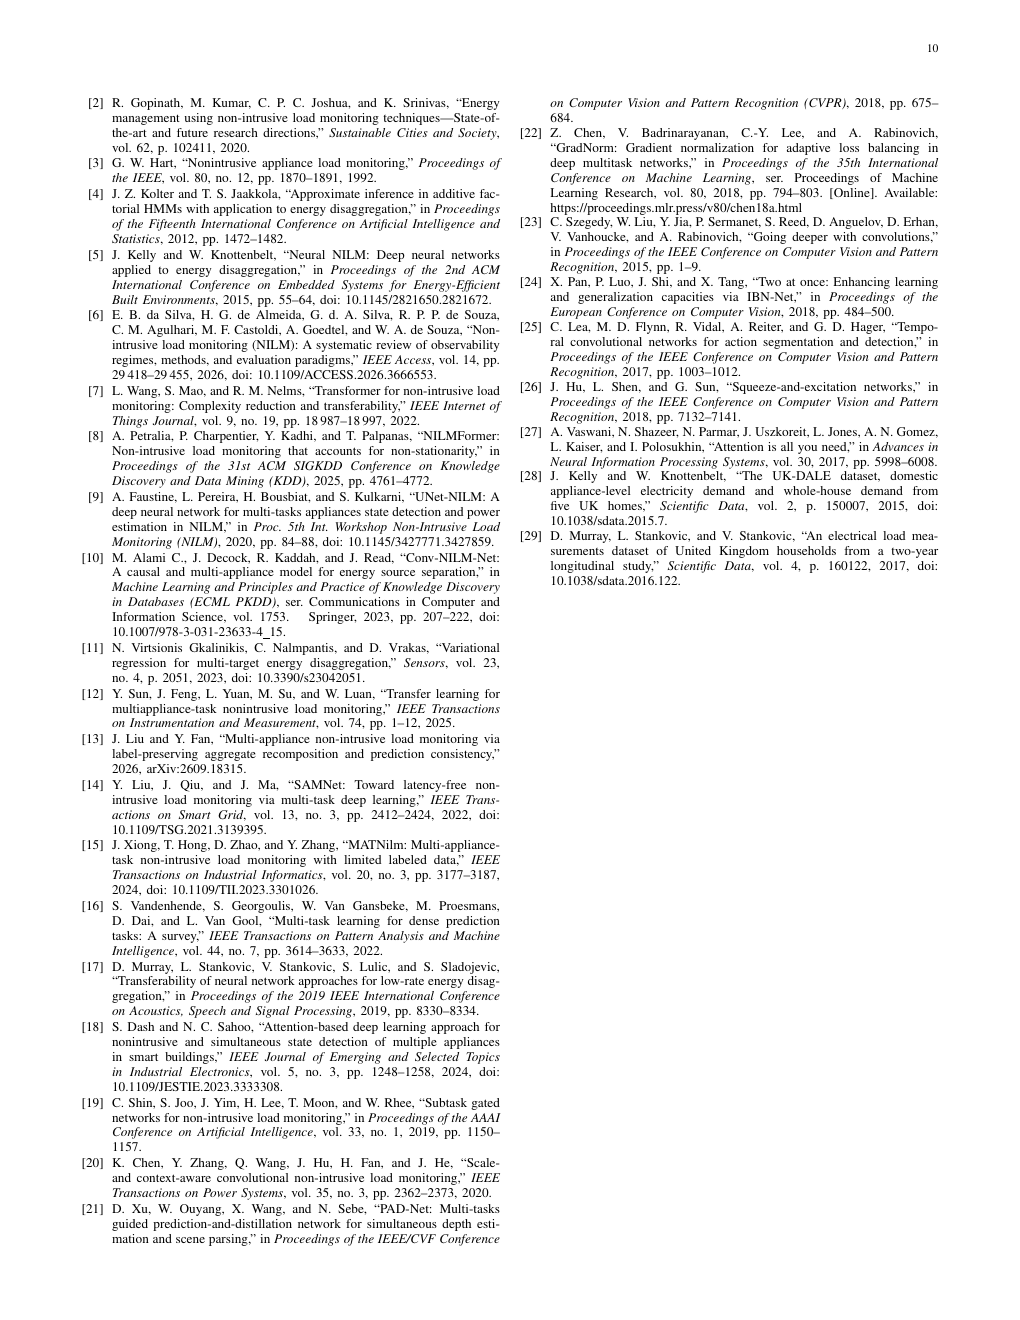 10
[2] R. Gopinath, M. Kumar, C. P. C. Joshua, and K. Srinivas, “Energy
management using non-intrusive load monitoring techniques—State-of-
the-art and future research directions,” Sustainable Cities and Society,
vol. 62, p. 102411, 2020.
[3] G. W. Hart, “Nonintrusive appliance load monitoring,” Proceedings of
the IEEE, vol. 80, no. 12, pp. 1870–1891, 1992.
[4] J. Z. Kolter and T. S. Jaakkola, “Approximate inference in additive fac-
torial HMMs with application to energy disaggregation,” in Proceedings
of the Fifteenth International Conference on Artificial Intelligence and
Statistics, 2012, pp. 1472–1482.
[5] J. Kelly and W. Knottenbelt, “Neural NILM: Deep neural networks
applied to energy disaggregation,” in Proceedings of the 2nd ACM
International Conference on Embedded Systems for Energy-Efficient
Built Environments, 2015, pp. 55–64, doi: 10.1145/2821650.2821672.
[6] E. B. da Silva, H. G. de Almeida, G. d. A. Silva, R. P. P. de Souza,
C. M. Agulhari, M. F. Castoldi, A. Goedtel, and W. A. de Souza, “Non-
intrusive load monitoring (NILM): A systematic review of observability
regimes, methods, and evaluation paradigms,” IEEE Access, vol. 14, pp.
29 418–29 455, 2026, doi: 10.1109/ACCESS.2026.3666553.
[7] L. Wang, S. Mao, and R. M. Nelms, “Transformer for non-intrusive load
monitoring: Complexity reduction and transferability,” IEEE Internet of
Things Journal, vol. 9, no. 19, pp. 18 987–18 997, 2022.
[8] A. Petralia, P. Charpentier, Y. Kadhi, and T. Palpanas, “NILMFormer:
Non-intrusive load monitoring that accounts for non-stationarity,” in
Proceedings of the 31st ACM SIGKDD Conference on Knowledge
Discovery and Data Mining (KDD), 2025, pp. 4761–4772.
[9] A. Faustine, L. Pereira, H. Bousbiat, and S. Kulkarni, “UNet-NILM: A
deep neural network for multi-tasks appliances state detection and power
estimation in NILM,” in Proc. 5th Int. Workshop Non-Intrusive Load
Monitoring (NILM), 2020, pp. 84–88, doi: 10.1145/3427771.3427859.
[10] M. Alami C., J. Decock, R. Kaddah, and J. Read, “Conv-NILM-Net:
A causal and multi-appliance model for energy source separation,” in
Machine Learning and Principles and Practice of Knowledge Discovery
in Databases (ECML PKDD), ser. Communications in Computer and
Information Science, vol. 1753. Springer, 2023, pp. 207–222, doi:
10.1007/978-3-031-23633-4_15.
[11] N. Virtsionis Gkalinikis, C. Nalmpantis, and D. Vrakas, “Variational
regression for multi-target energy disaggregation,” Sensors, vol. 23,
no. 4, p. 2051, 2023, doi: 10.3390/s23042051.
[12] Y. Sun, J. Feng, L. Yuan, M. Su, and W. Luan, “Transfer learning for
multiappliance-task nonintrusive load monitoring,” IEEE Transactions
on Instrumentation and Measurement, vol. 74, pp. 1–12, 2025.
[13] J. Liu and Y. Fan, “Multi-appliance non-intrusive load monitoring via
label-preserving aggregate recomposition and prediction consistency,”
2026, arXiv:2609.18315.
[14] Y. Liu, J. Qiu, and J. Ma, “SAMNet: Toward latency-free non-
intrusive load monitoring via multi-task deep learning,” IEEE Trans-
actions on Smart Grid, vol. 13, no. 3, pp. 2412–2424, 2022, doi:
10.1109/TSG.2021.3139395.
[15] J. Xiong, T. Hong, D. Zhao, and Y. Zhang, “MATNilm: Multi-appliance-
task non-intrusive load monitoring with limited labeled data,” IEEE
Transactions on Industrial Informatics, vol. 20, no. 3, pp. 3177–3187,
2024, doi: 10.1109/TII.2023.3301026.
[16] S. Vandenhende, S. Georgoulis, W. Van Gansbeke, M. Proesmans,
D. Dai, and L. Van Gool, “Multi-task learning for dense prediction
tasks: A survey,” IEEE Transactions on Pattern Analysis and Machine
Intelligence, vol. 44, no. 7, pp. 3614–3633, 2022.
[17] D. Murray, L. Stankovic, V. Stankovic, S. Lulic, and S. Sladojevic,
“Transferability of neural network approaches for low-rate energy disag-
gregation,” in Proceedings of the 2019 IEEE International Conference
on Acoustics, Speech and Signal Processing, 2019, pp. 8330–8334.
[18] S. Dash and N. C. Sahoo, “Attention-based deep learning approach for
nonintrusive and simultaneous state detection of multiple appliances
in smart buildings,” IEEE Journal of Emerging and Selected Topics
in Industrial Electronics, vol. 5, no. 3, pp. 1248–1258, 2024, doi:
10.1109/JESTIE.2023.3333308.
[19] C. Shin, S. Joo, J. Yim, H. Lee, T. Moon, and W. Rhee, “Subtask gated
networks for non-intrusive load monitoring,” in Proceedings of the AAAI
Conference on Artificial Intelligence, vol. 33, no. 1, 2019, pp. 1150–
1157.
[20] K. Chen, Y. Zhang, Q. Wang, J. Hu, H. Fan, and J. He, “Scale-
and context-aware convolutional non-intrusive load monitoring,” IEEE
Transactions on Power Systems, vol. 35, no. 3, pp. 2362–2373, 2020.
[21] D. Xu, W. Ouyang, X. Wang, and N. Sebe, “PAD-Net: Multi-tasks
guided prediction-and-distillation network for simultaneous depth esti-
mation and scene parsing,” in Proceedings of the IEEE/CVF Conference
on Computer Vision and Pattern Recognition (CVPR), 2018, pp. 675–
684.
[22] Z. Chen, V. Badrinarayanan, C.-Y. Lee, and A. Rabinovich,
“GradNorm: Gradient normalization for adaptive loss balancing in
deep multitask networks,” in Proceedings of the 35th International
Conference on Machine Learning, ser. Proceedings of Machine
Learning Research, vol. 80, 2018, pp. 794–803. [Online]. Available:
https://proceedings.mlr.press/v80/chen18a.html
[23] C. Szegedy, W. Liu, Y. Jia, P. Sermanet, S. Reed, D. Anguelov, D. Erhan,
V. Vanhoucke, and A. Rabinovich, “Going deeper with convolutions,”
in Proceedings of the IEEE Conference on Computer Vision and Pattern
Recognition, 2015, pp. 1–9.
[24] X. Pan, P. Luo, J. Shi, and X. Tang, “Two at once: Enhancing learning
and generalization capacities via IBN-Net,” in Proceedings of the
European Conference on Computer Vision, 2018, pp. 484–500.
[25] C. Lea, M. D. Flynn, R. Vidal, A. Reiter, and G. D. Hager, “Tempo-
ral convolutional networks for action segmentation and detection,” in
Proceedings of the IEEE Conference on Computer Vision and Pattern
Recognition, 2017, pp. 1003–1012.
[26] J. Hu, L. Shen, and G. Sun, “Squeeze-and-excitation networks,” in
Proceedings of the IEEE Conference on Computer Vision and Pattern
Recognition, 2018, pp. 7132–7141.
[27] A. Vaswani, N. Shazeer, N. Parmar, J. Uszkoreit, L. Jones, A. N. Gomez,
L. Kaiser, and I. Polosukhin, “Attention is all you need,” in Advances in
Neural Information Processing Systems, vol. 30, 2017, pp. 5998–6008.
[28] J. Kelly and W. Knottenbelt, “The UK-DALE dataset, domestic
appliance-level electricity demand and whole-house demand from
five UK homes,” Scientific Data, vol. 2, p. 150007, 2015, doi:
10.1038/sdata.2015.7.
[29] D. Murray, L. Stankovic, and V. Stankovic, “An electrical load mea-
surements dataset of United Kingdom households from a two-year
longitudinal study,” Scientific Data, vol. 4, p. 160122, 2017, doi:
10.1038/sdata.2016.122.